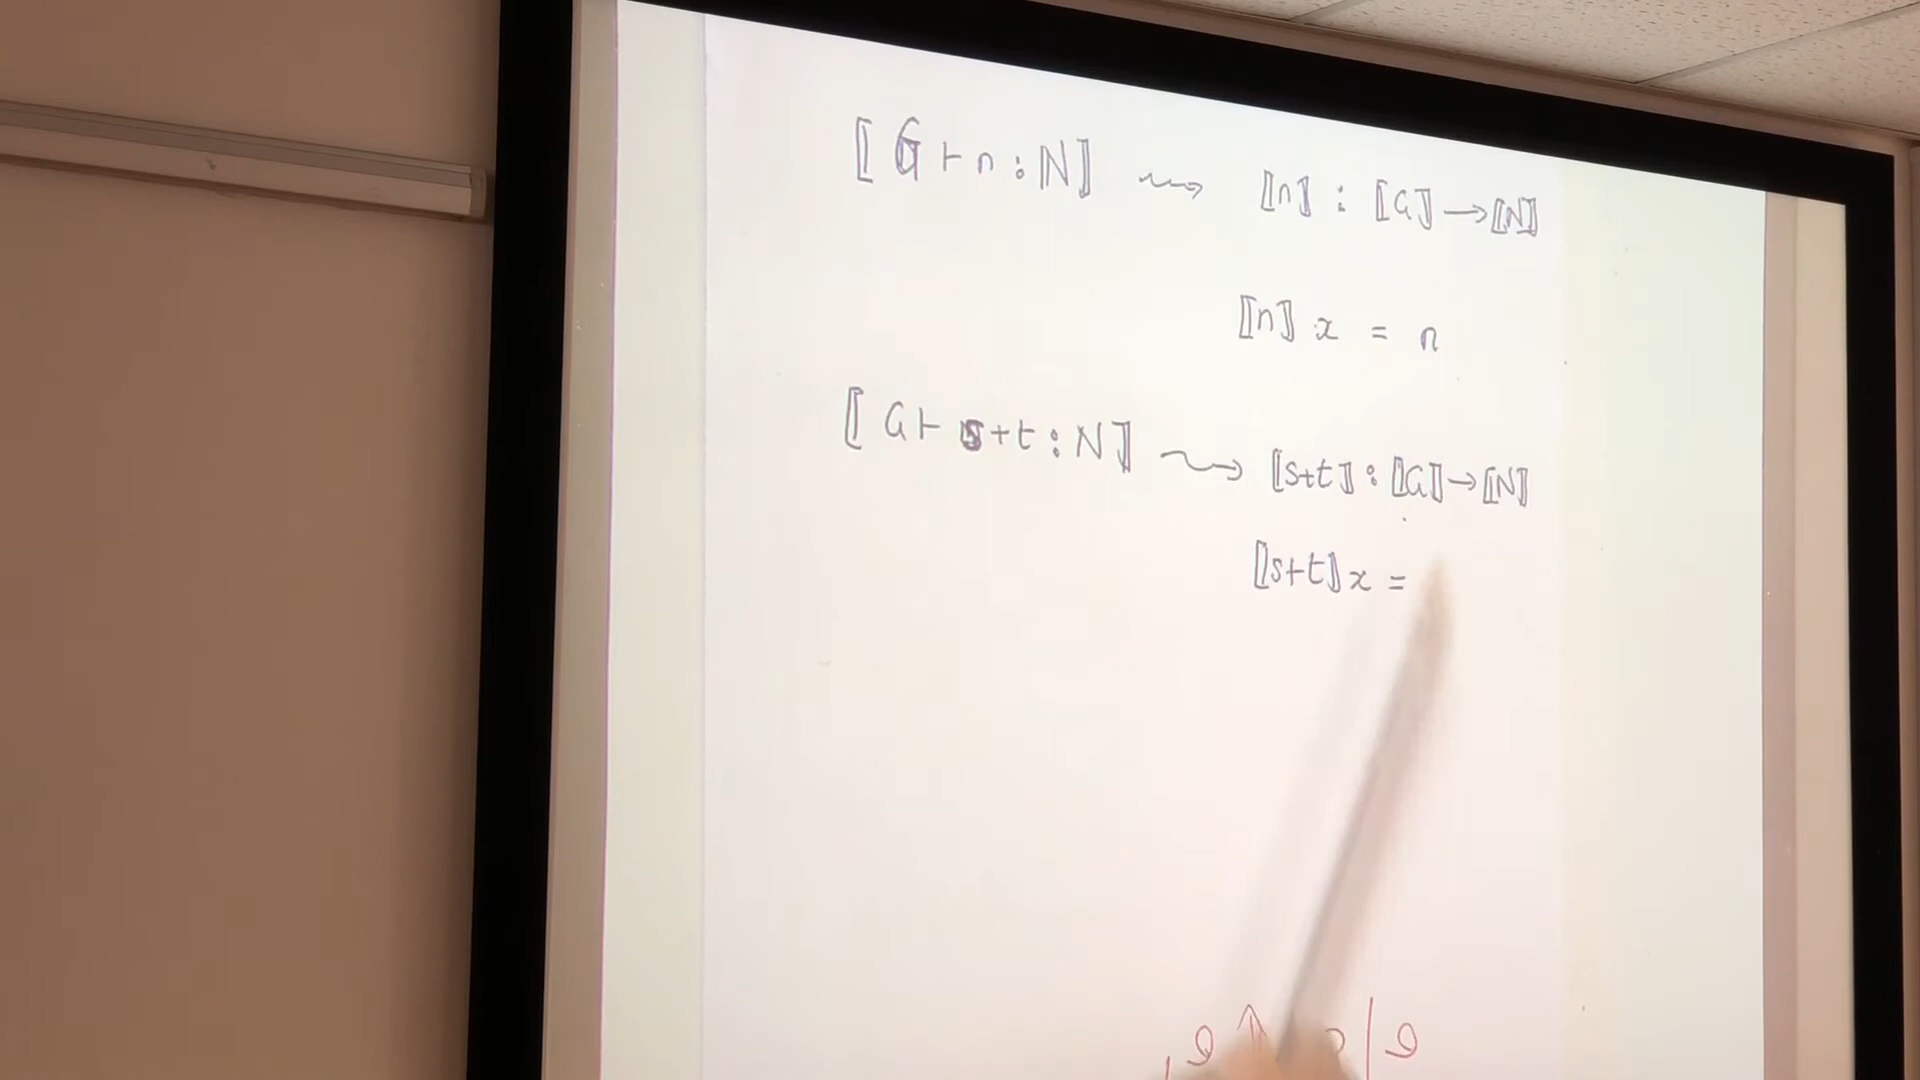 ⟦ G ⊢ n : N⟧ ⇝ ⟦n⟧ : ⟦G⟧ → ⟦N⟧
⟦n⟧ x = n
⟦ G ⊢ s+t : N⟧ ⇝ ⟦s+t⟧ : ⟦G⟧ → ⟦N⟧
⟦s+t⟧ x =